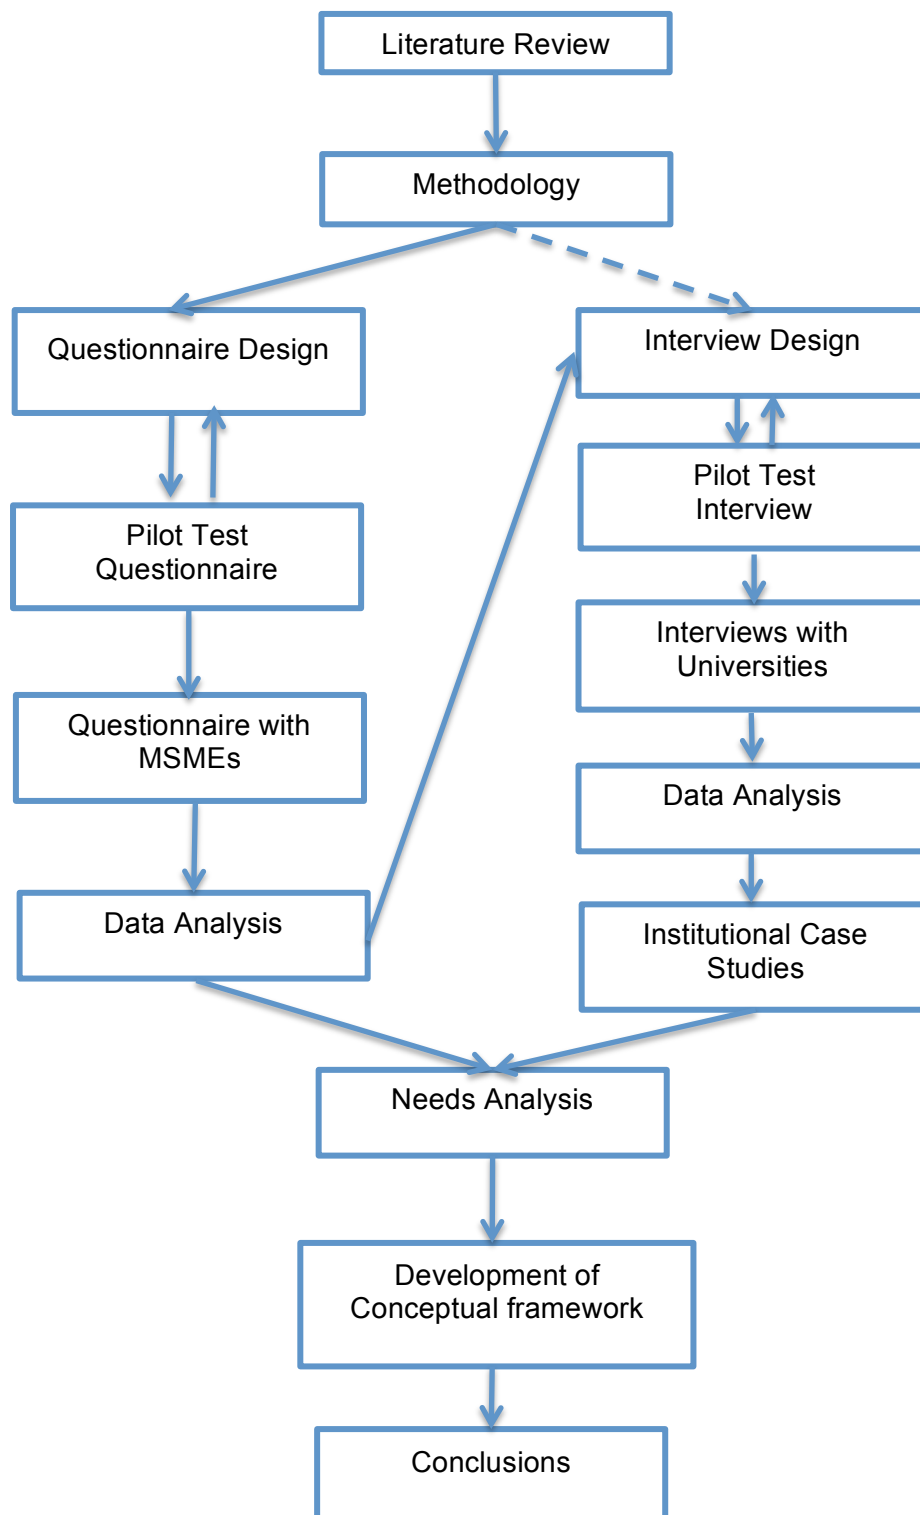 Literature Review
Methodology
Questionnaire Design
Interview Design
Pilot Test
Interview
Pilot Test
Questionnaire
Interviews with
Universities
Questionnaire with
MSMEs
Data Analysis
Data Analysis
Institutional Case
Studies
Needs Analysis
Development of
Conceptual framework
Conclusions